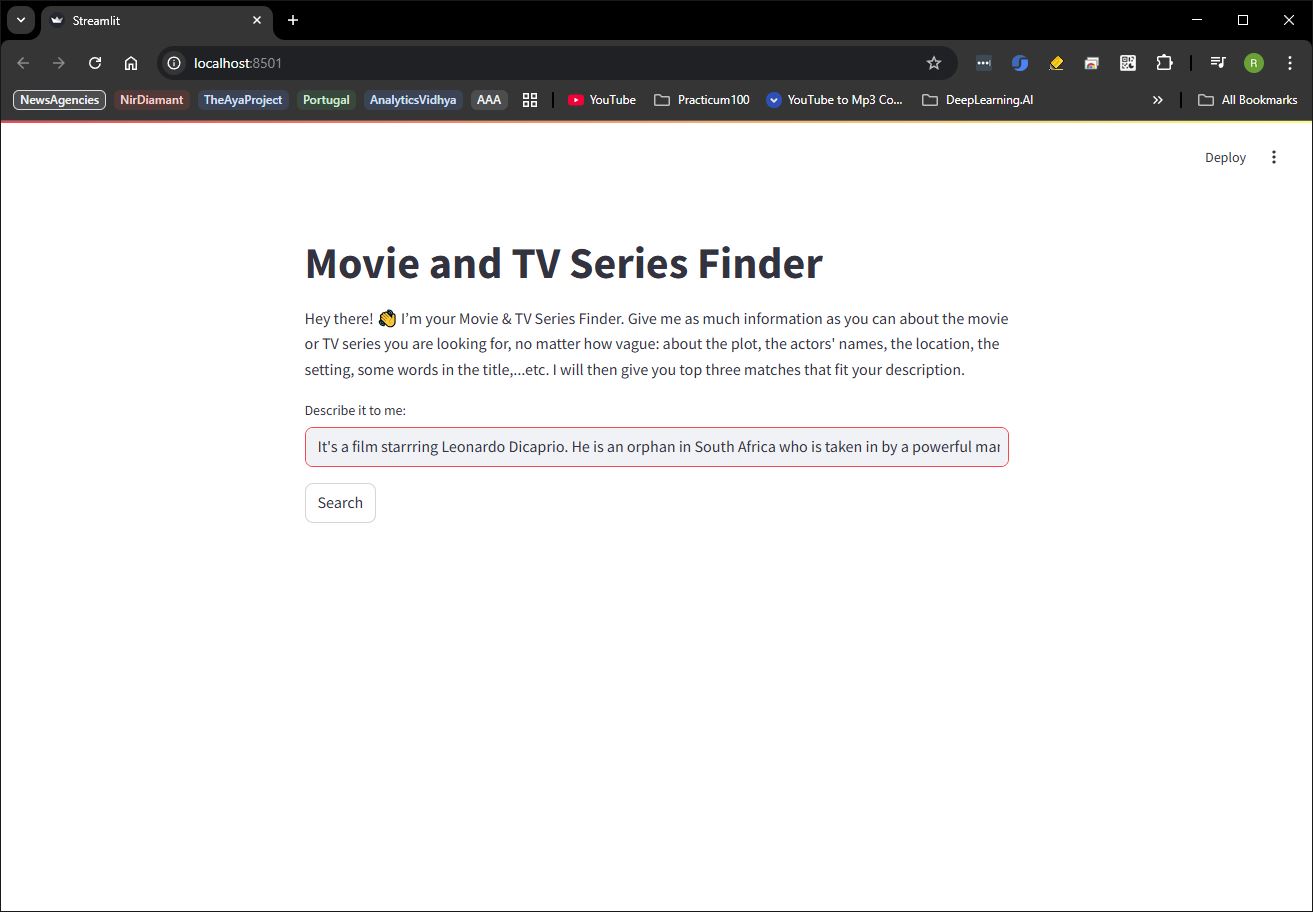 Streamlit
localhost:8501
NewsAgencies NirDiamant TheAyaProject Portugal AnalyticsVidhya AAA YouTube Practicum100 YouTube to Mp3 Co... DeepLearning.AI All Bookmarks
R
Deploy
Movie and TV Series Finder
Hey there! 👋 I'm your Movie & TV Series Finder. Give me as much information as you can about the movie
or TV series you are looking for, no matter how vague: about the plot, the actors' names, the location, the
setting, some words in the title,...etc. I will then give you top three matches that fit your description.
Describe it to me:
It's a film starrring Leonardo Dicaprio. He is an orphan in South Africa who is taken in by a powerful
Search